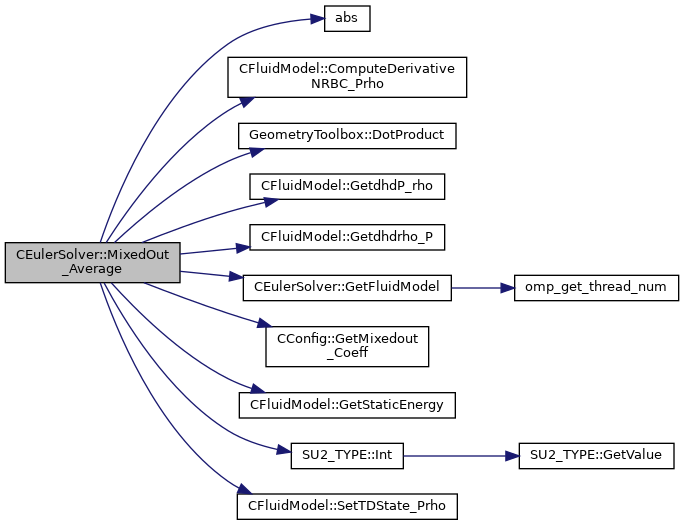 abs
CFluidModel::ComputeDerivative
NRBC_Prho
GeometryToolbox::DotProduct
CFluidModel::GetdhdP_rho
CFluidModel::Getdhdrho_P
CEulerSolver::MixedOut
_Average
CEulerSolver::GetFluidModel
omp_get_thread_num
CConfig::GetMixedout
_Coeff
CFluidModel::GetStaticEnergy
SU2_TYPE::Int
SU2_TYPE::GetValue
CFluidModel::SetTDState_Prho